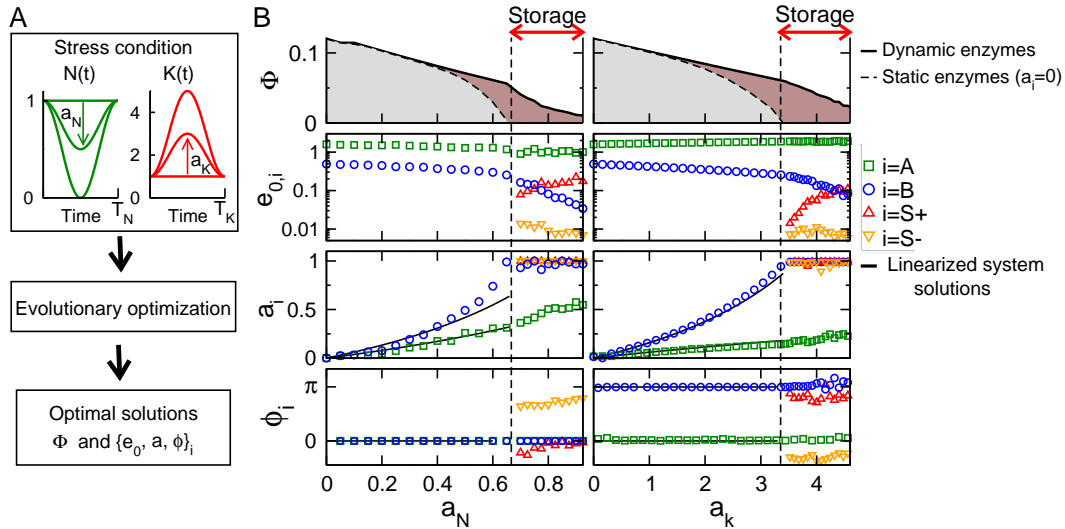 A
Stress condition
N(t)
K(t)
1
0
a_N
Time
T_N
4
2
0
a_K
Time
T_K
Evolutionary optimization
Optimal solutions
Φ and {e_0, a, ϕ}_i
B
Storage
Storage
Φ
0.1
0
Dynamic enzymes
Static enzymes (a_i=0)
e_0,i
1
0.1
0.01
i=A
i=B
i=S+
i=S-
a_i
1
0.5
0
Linearized system
solutions
ϕ_i
π
0
0
0.2
0.4
0.6
0.8
a_N
0
1
2
3
4
a_k